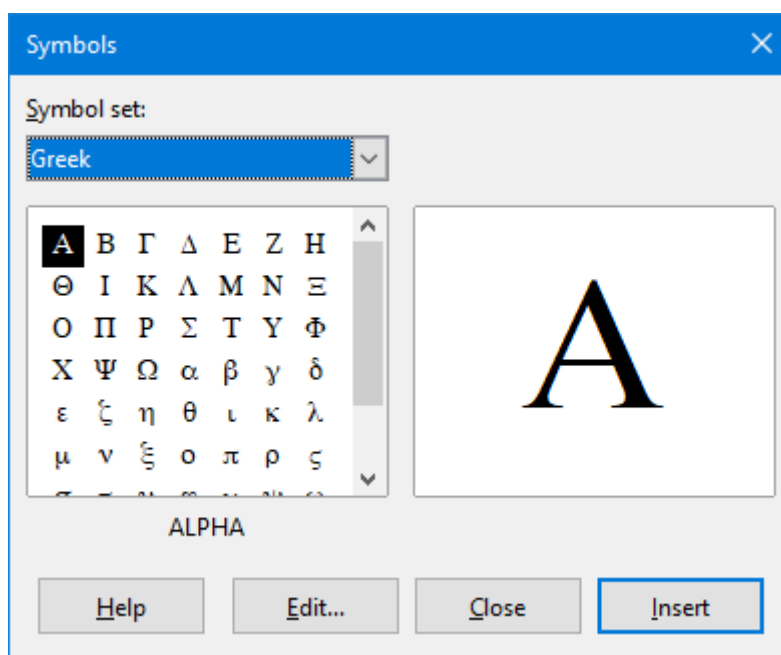 Symbols
Symbol set:
Greek
Α Β Γ Δ Ε Ζ Η
Θ Ι Κ Λ Μ Ν Ξ
Ο Π Ρ Σ Τ Υ Φ
Χ Ψ Ω α β γ δ
ε ζ η θ ι κ λ
μ ν ξ ο π ρ ς
Α
ALPHA
Help Edit... Close Insert